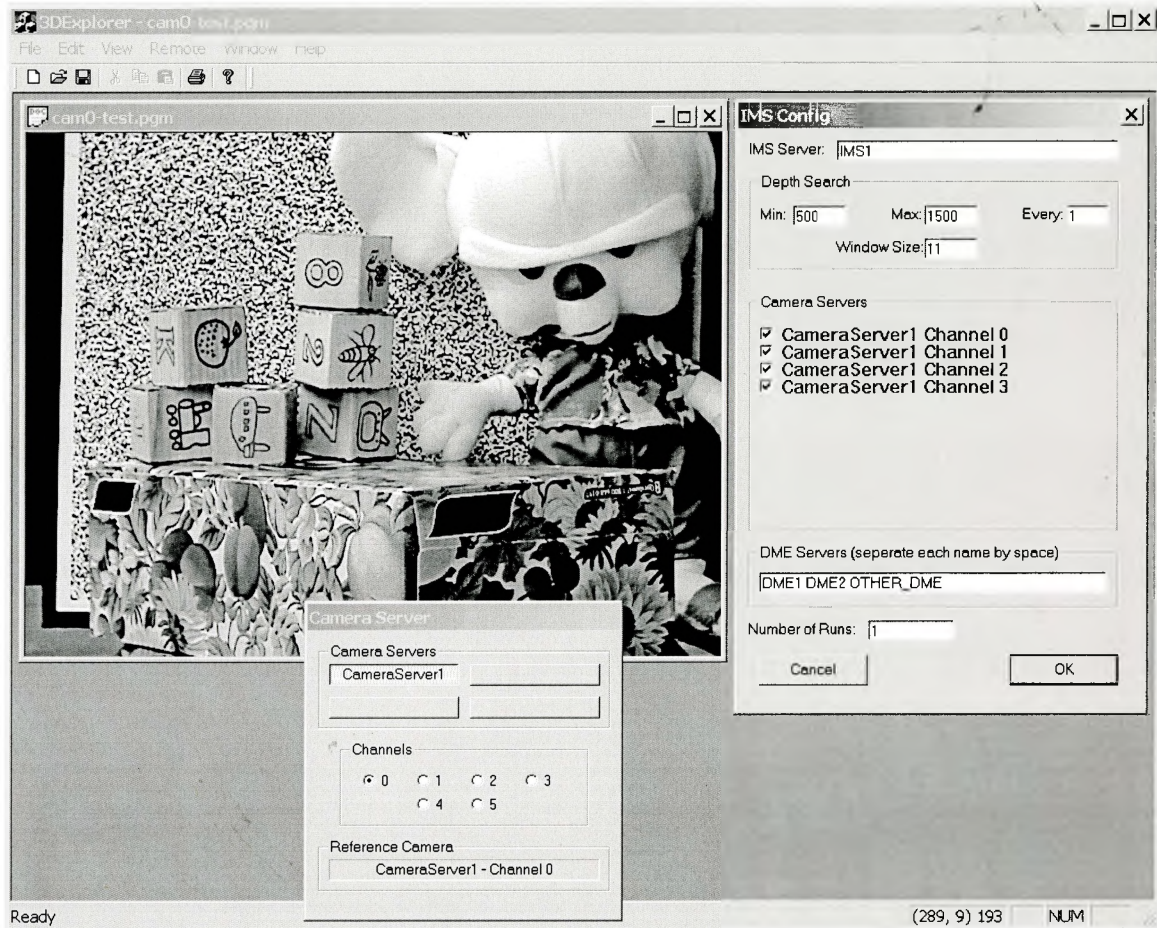 3DExplorer - cam0-test.pgm
File Edit View Remote Window Help
cam0-test.pgm
8
K
N
Z
N
O
IMS Config
IMS Server: IMS1
Depth Search
Min: 500 Max: 1500 Every: 1
Window Size: 11
Camera Servers
CameraServer1 Channel 0
CameraServer1 Channel 1
CameraServer1 Channel 2
CameraServer1 Channel 3
DME Servers (seperate each name by space)
DME1 DME2 OTHER_DME
Number of Runs: 1
Cancel OK
Camera Server
Camera Servers
CameraServer1
Channels
0 1 2 3
4 5
Reference Camera
CameraServer1 - Channel 0
Ready (289, 9) 193 NUM